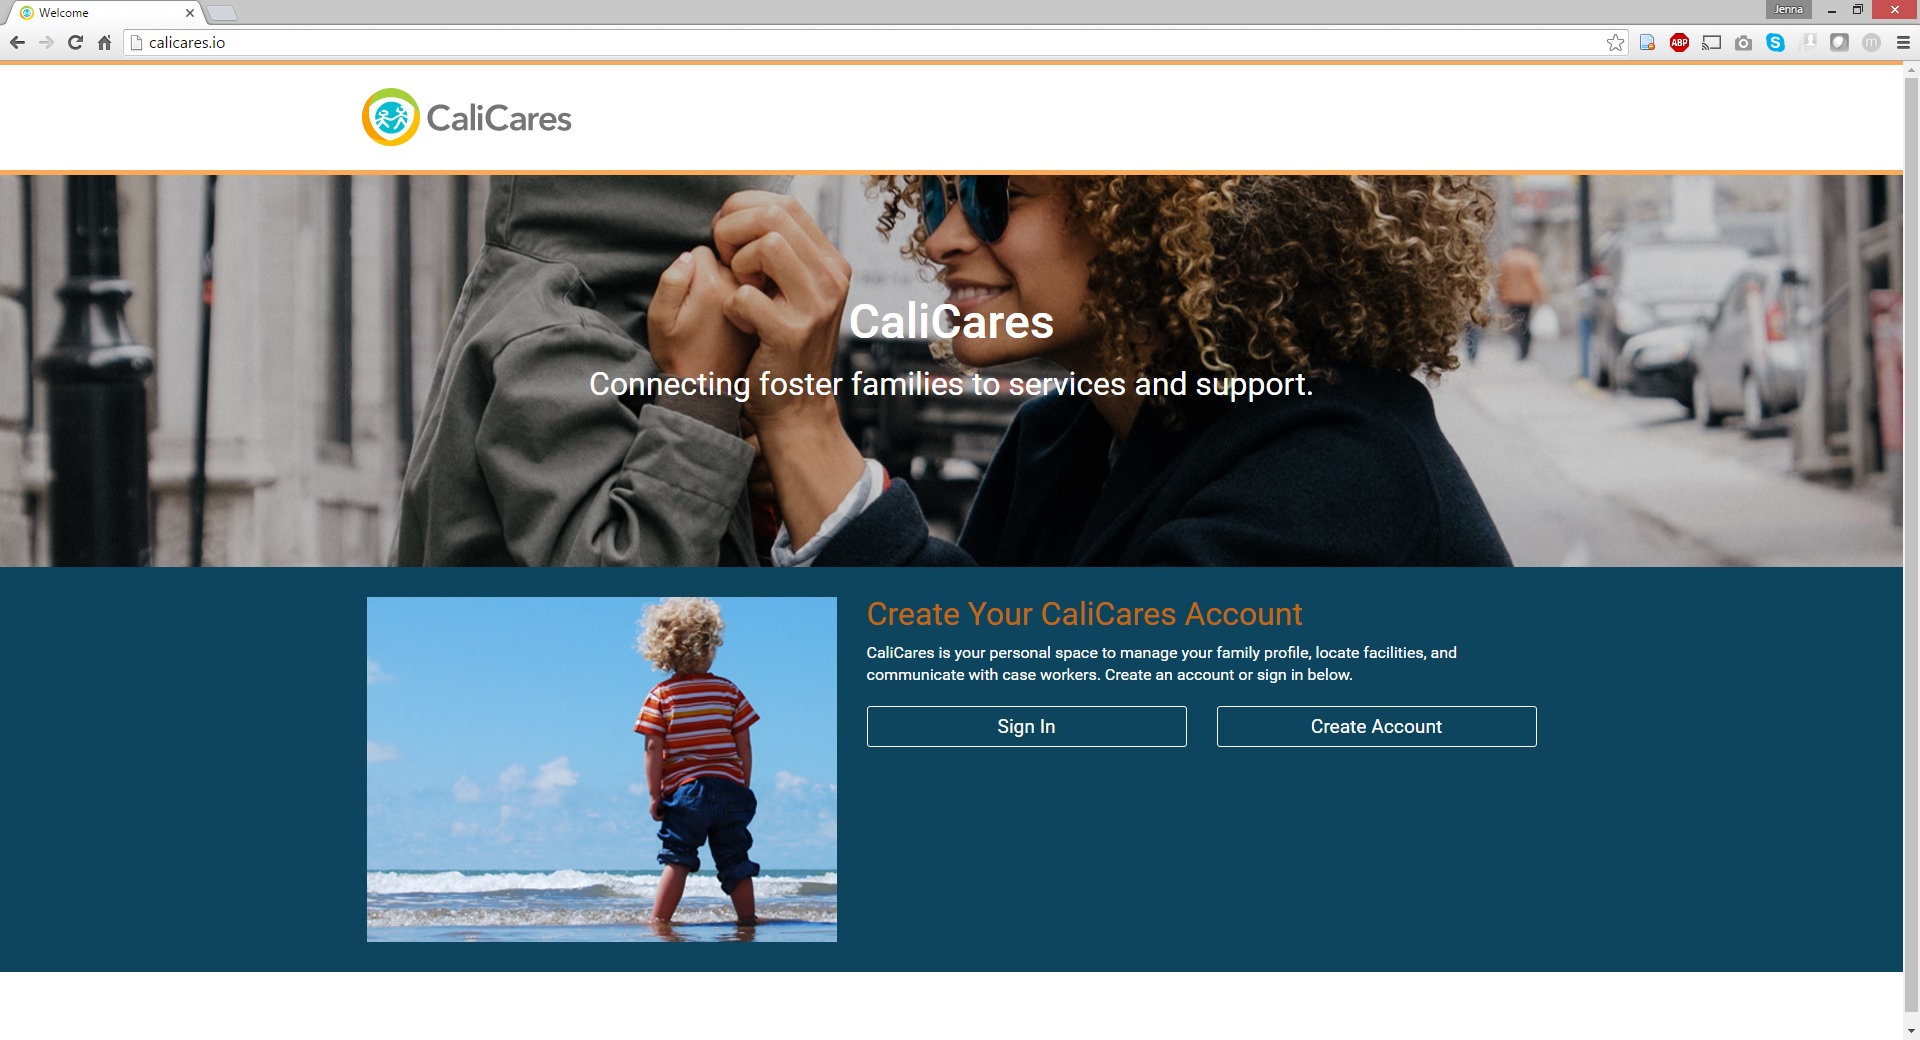 Welcome
Jenna
calicares.io
ABP
S
m
CaliCares
CaliCares
Connecting foster families to services and support.
Create Your CaliCares Account
CaliCares is your personal space to manage your family profile, locate facilities, and
communicate with case workers. Create an account or sign in below.
Sign In
Create Account